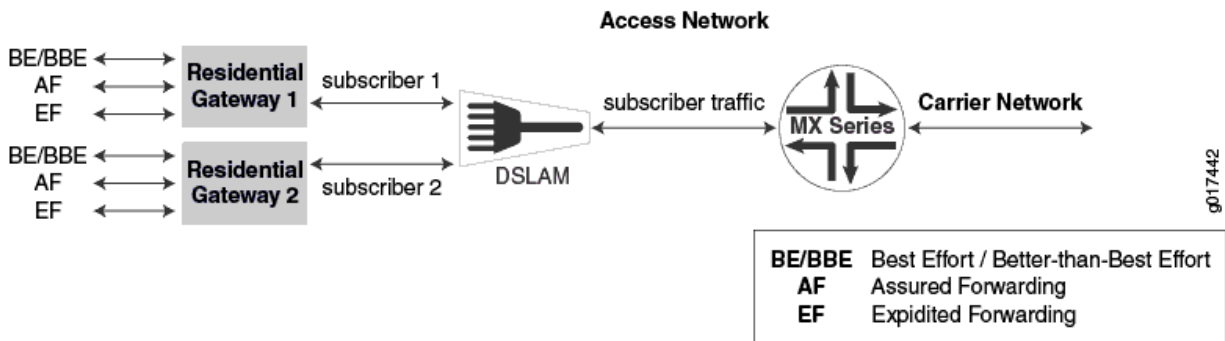 Access Network
BE/BBE
AF
EF
Residential
Gateway 1
subscriber 1
BE/BBE
AF
EF
Residential
Gateway 2
subscriber 2
DSLAM
subscriber traffic
MX Series
Carrier Network
g017442
BE/BBE Best Effort / Better-than-Best Effort
AF Assured Forwarding
EF Expidited Forwarding